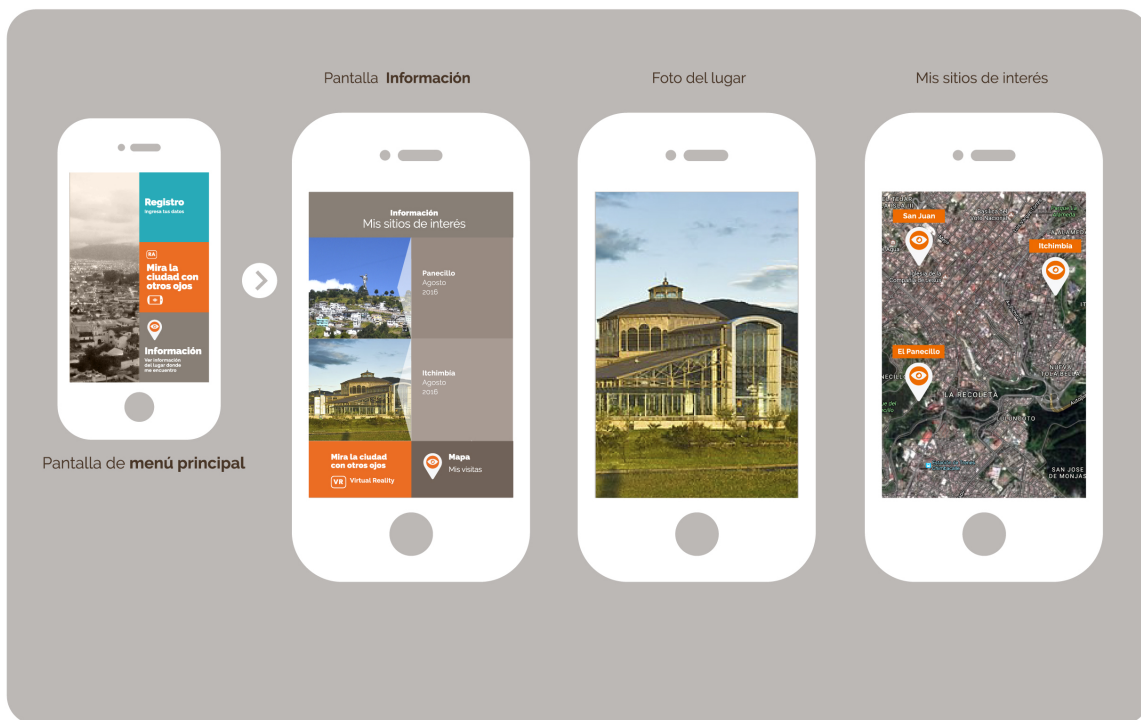 Pantalla Información
Foto del lugar
Mis sitios de interés
Registro
Ingresa tus datos
RA
Mira la
ciudad con
otros ojos
Información
Ver información
del lugar donde
me encuentro
Pantalla de menú principal
Información
Mis sitios de interés
Panecillo
Agosto
2016
Itchimbía
Agosto
2016
Mira la ciudad
con otros ojos
VR Virtual Reality
Mapa
Mis visitas
San Juan
Itchimbía
El Panecillo
LA RECOLETA
NUEVA
TOLA BELLA
SAN JOSE
DE MONJAS